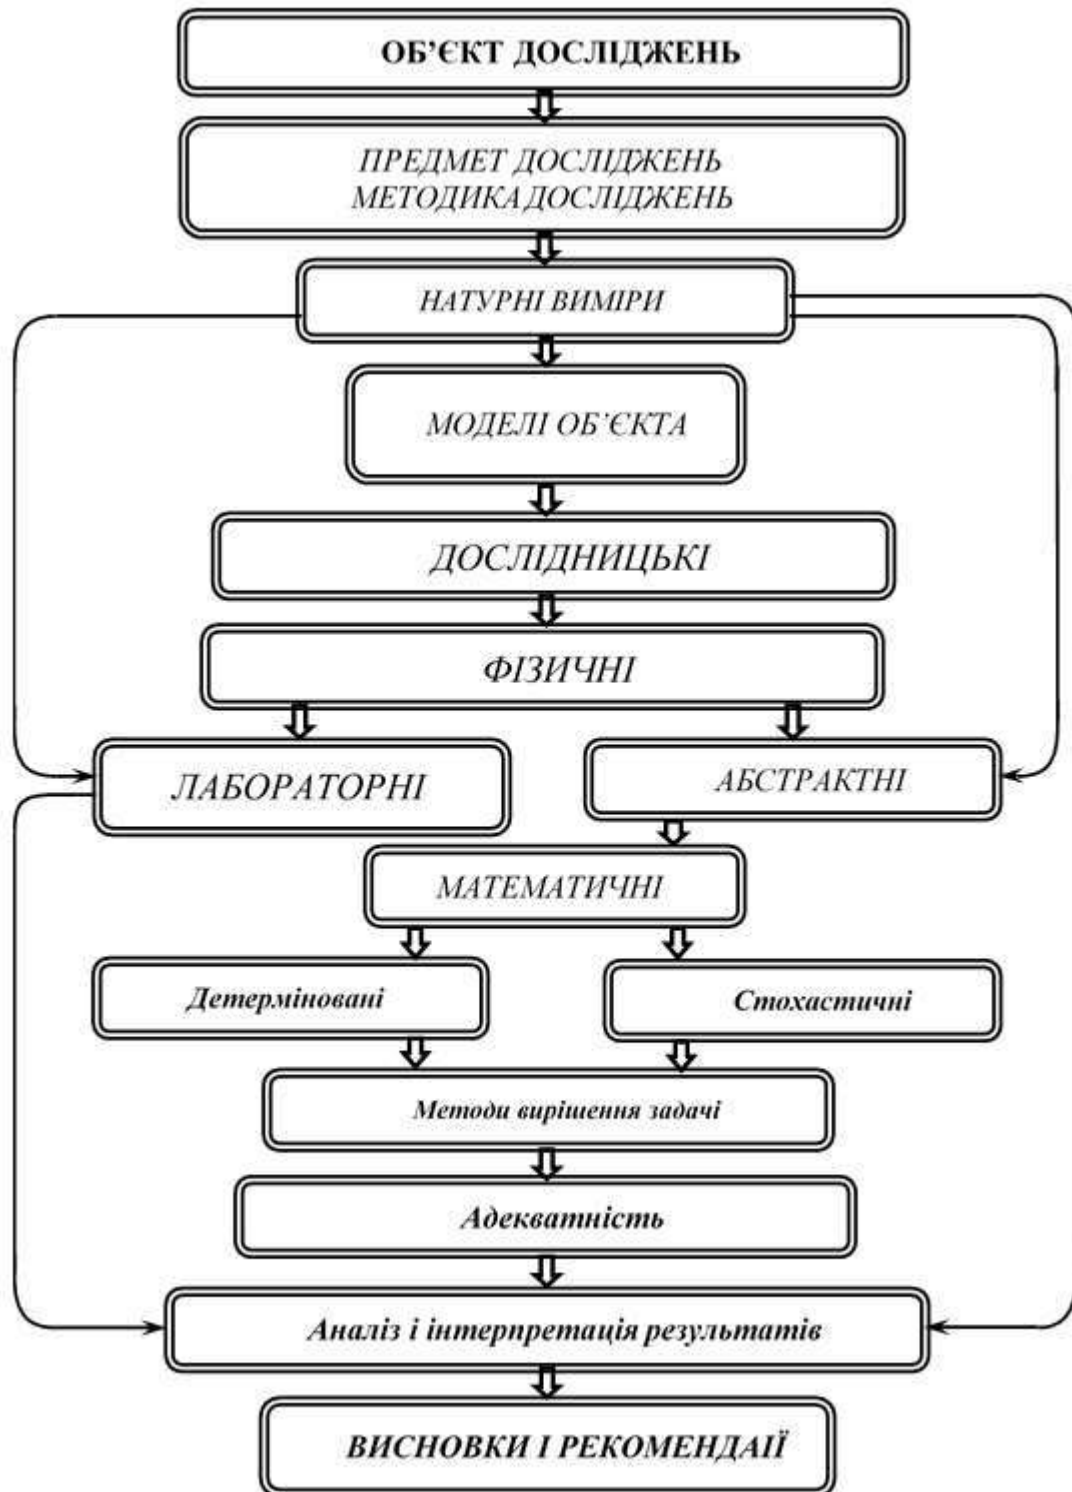 ОБ’ЄКТ ДОСЛІДЖЕНЬ
ПРЕДМЕТ ДОСЛІДЖЕНЬ
МЕТОДИКА ДОСЛІДЖЕНЬ
НАТУРНІ ВИМІРИ
МОДЕЛІ ОБ’ЄКТА
ДОСЛІДНИЦЬКІ
ФІЗИЧНІ
ЛАБОРАТОРНІ
АБСТРАКТНІ
МАТЕМАТИЧНІ
Детерміновані
Стохастичні
Методи вирішення задачі
Адекватність
Аналіз і інтерпретація результатів
ВИСНОВКИ І РЕКОМЕНДАІЇ